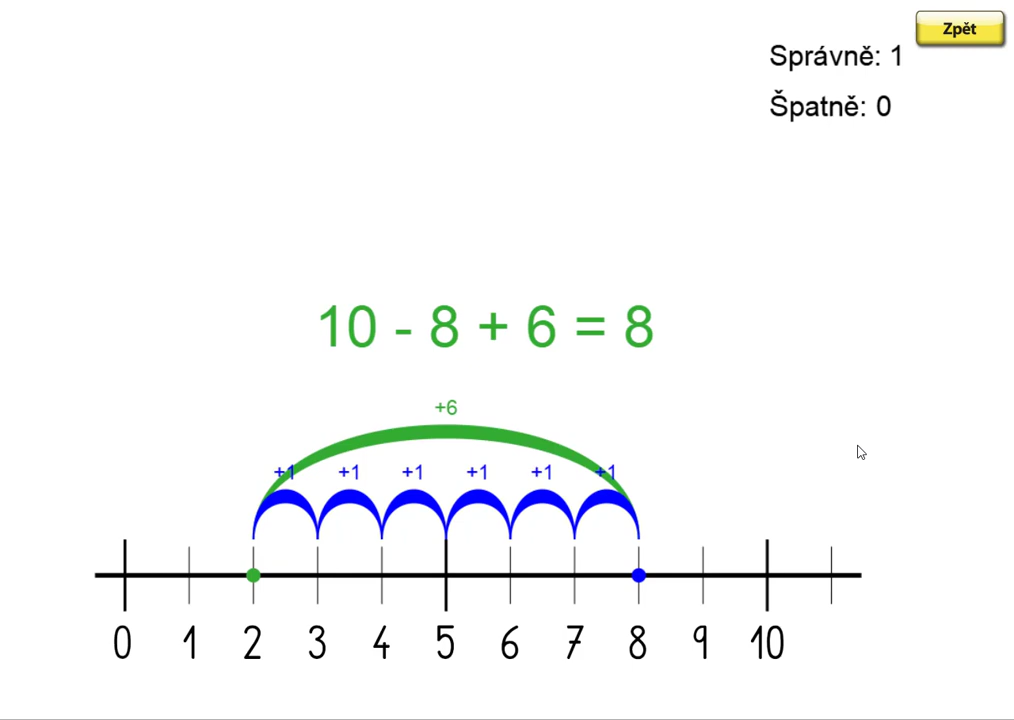 Zpět
Správně: 1
Špatně: 0
10 - 8 + 6 = 8
+6
+1 +1 +1 +1 +1 +1
0 1 2 3 4 5 6 7 8 9 10